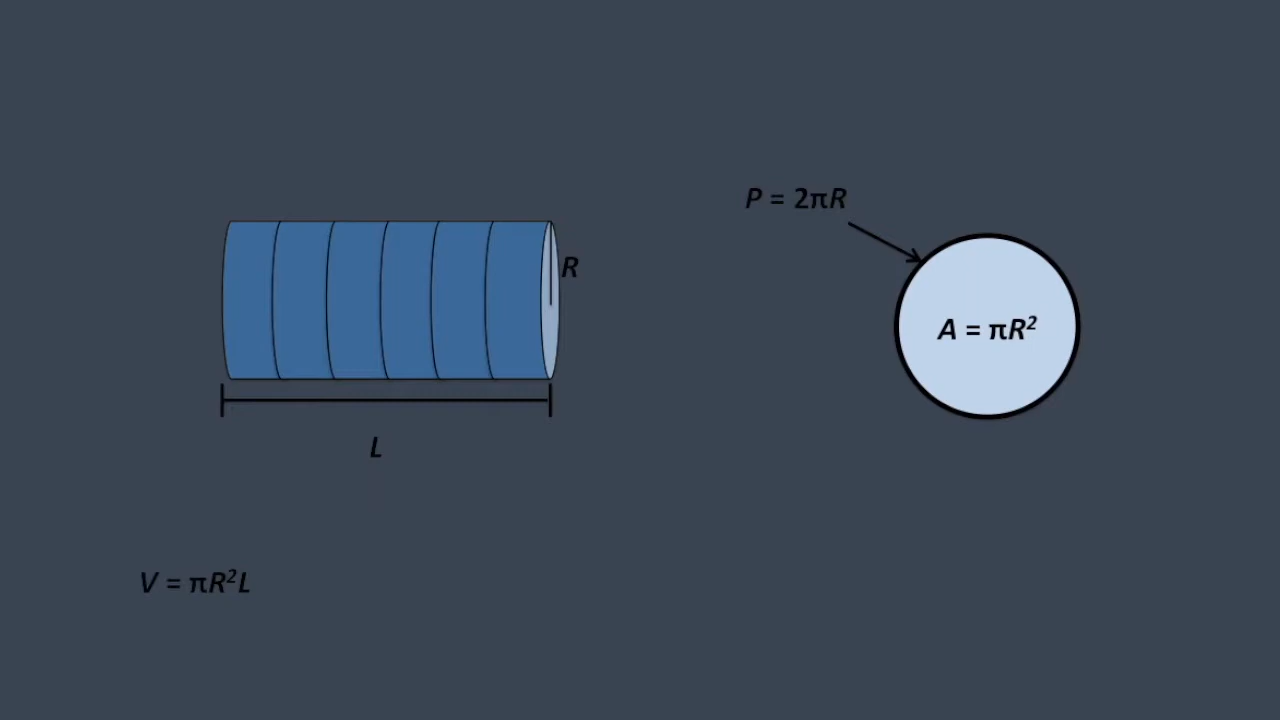 P = 2πR
R
A = πR²
L
V = πR²L